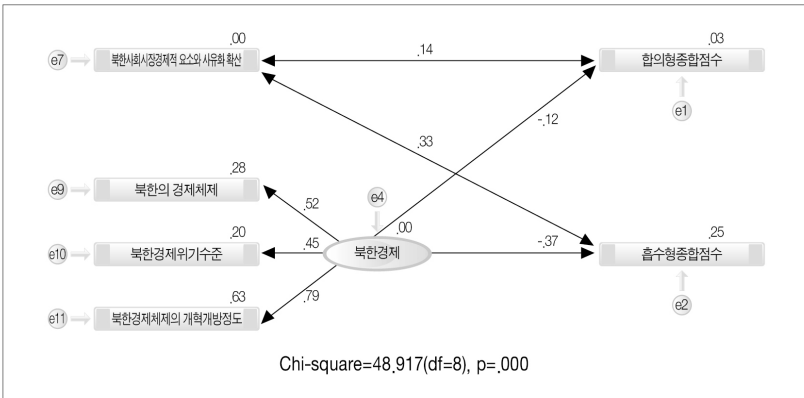 .00
.03
e7
북한사회시장경제적 요소와 사유화 확산
.14
합의형종합점수
e1
-.12
.33
.28
e9
북한의 경제체제
.52
e4
.20
.00
.25
e10
북한경제위기수준
.45
북한경제
-.37
흡수형종합점수
.63
.79
e2
e11
북한경제체제의 개혁개방정도
Chi-square=48.917(df=8), p=.000